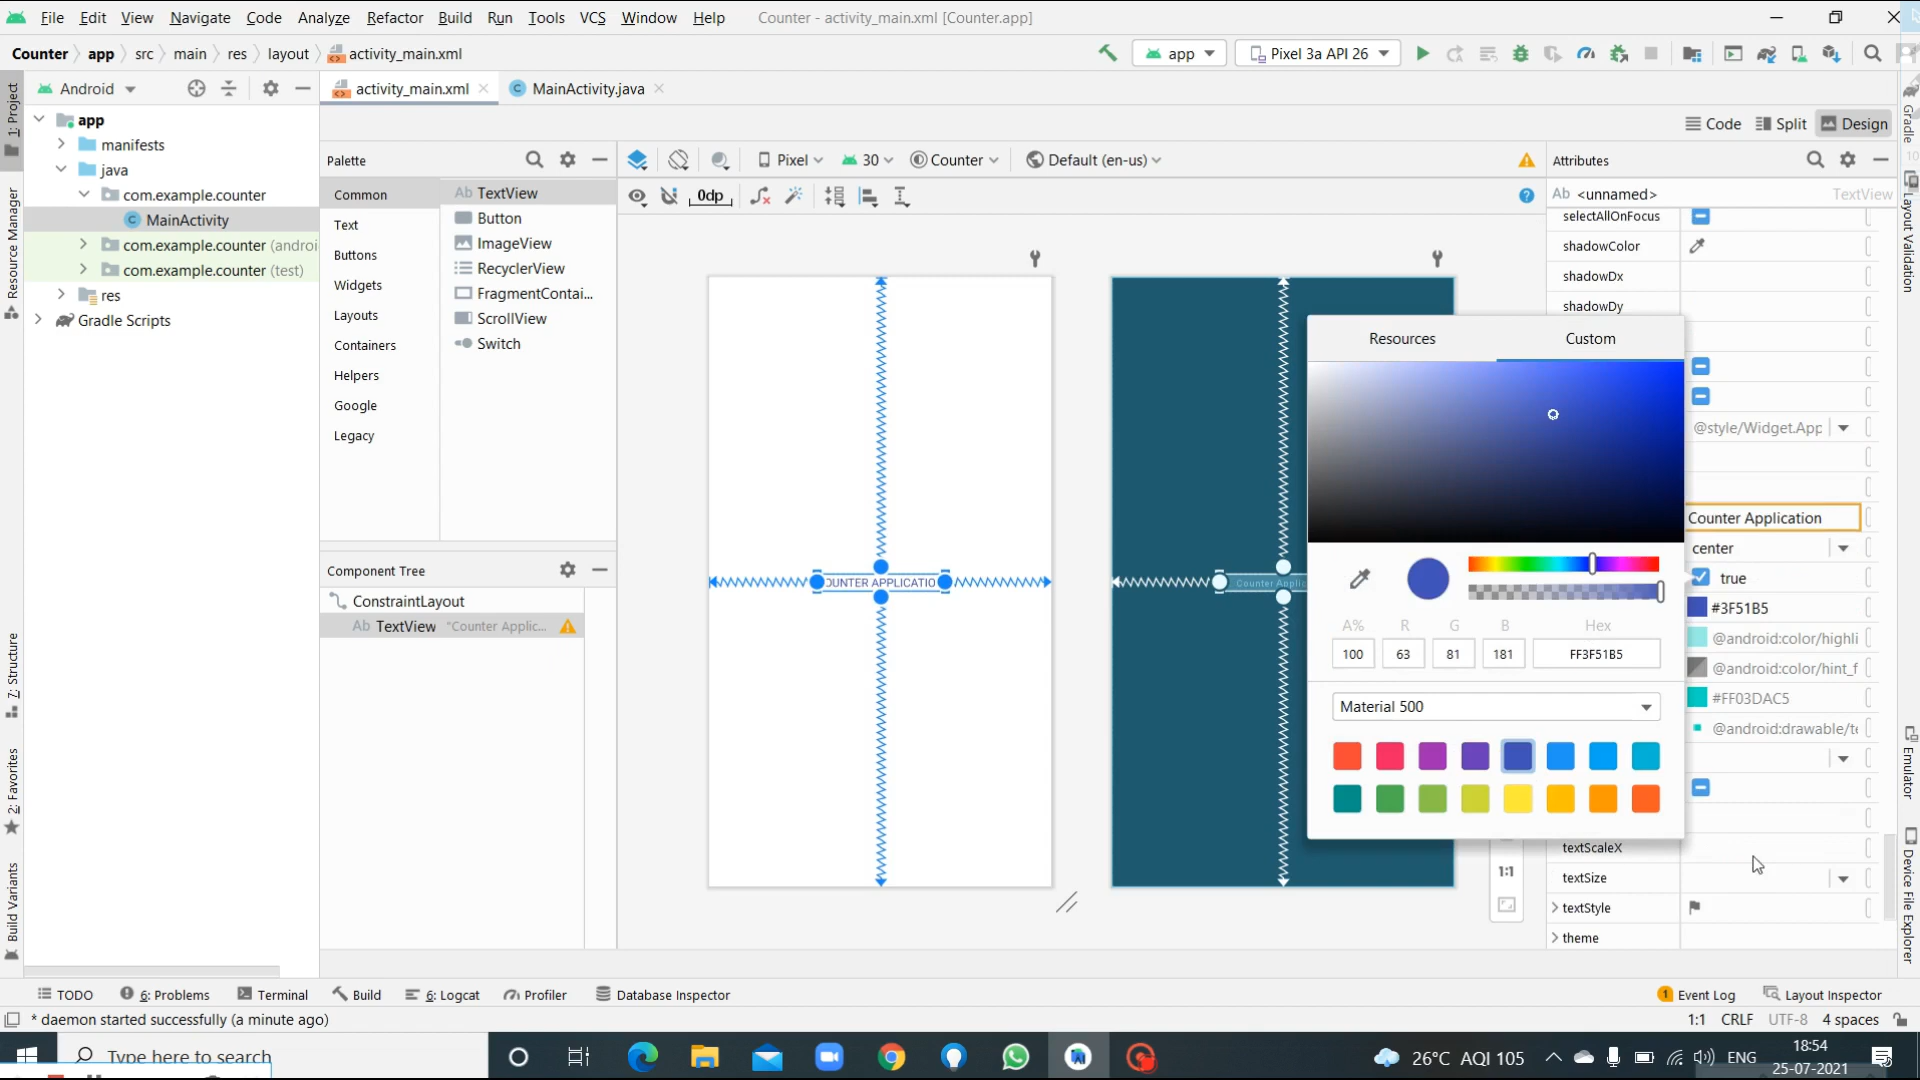 File Edit View Navigate Code Analyze Refactor Build Run Tools VCS Window Help Counter - activity_main.xml [Counter.app]
Counter app src main res layout activity_main.xml app Pixel 3a API 26
Android activity_main.xml MainActivity.java
Code Split Design
1: Project
Resource Manager
7: Structure
2: Favorites
Build Variants
app
manifests
java
com.example.counter
MainActivity
com.example.counter (androi
com.example.counter (test)
res
Gradle Scripts
Palette
Common
Text
Buttons
Widgets
Layouts
Containers
Helpers
Google
Legacy
Ab TextView
Button
ImageView
RecyclerView
FragmentContai...
ScrollView
Switch
Component Tree
ConstraintLayout
Ab TextView "Counter Applic...
Pixel 30 Counter Default (en-us)
0dp
OUNTER APPLICATIO
Counter Applic
1:1
Attributes
Ab <unnamed> TextView
selectAllOnFocus
shadowColor
shadowDx
shadowDy
@style/Widget.App
Counter Application
center
true
#3F51B5
@android:color/highli
@android:color/hint_f
#FF03DAC5
@android:drawable/te
textScaleX
textSize
textStyle
theme
Resources Custom
A% R G B Hex
100 63 81 181 FF3F51B5
Material 500
Gradle
Layout Validation
Emulator
Device File Explorer
TODO 6: Problems Terminal Build 6: Logcat Profiler Database Inspector 1 Event Log Layout Inspector
* daemon started successfully (a minute ago) 1:1 CRLF UTF-8 4 spaces
Type here to search 26°C AQI 105 ENG 18:54
25-07-2021